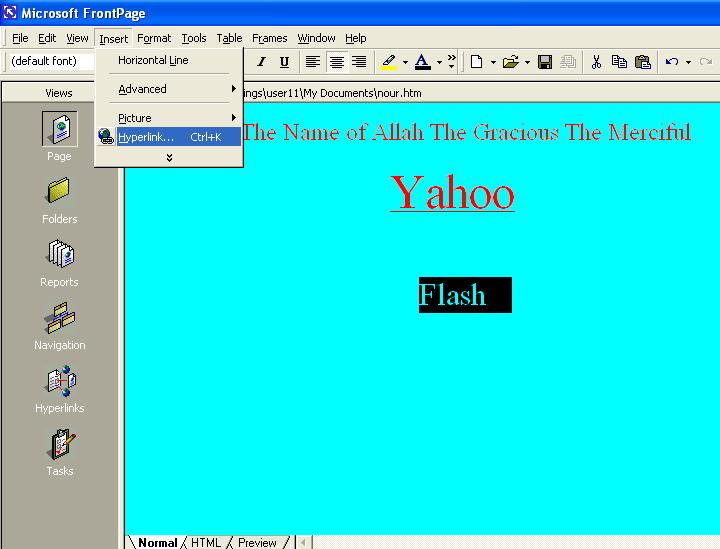 Microsoft FrontPage
File Edit View Insert Format Tools Table Frames Window Help
(default font) I U A »
Horizontal Line
Advanced
Picture
Hyperlink... Ctrl+K
Views
ings\user11\My Documents\nour.htm
Page
Folders
Reports
Navigation
Hyperlinks
Tasks
The Name of Allah The Gracious The Merciful
Yahoo
Flash
Normal HTML Preview